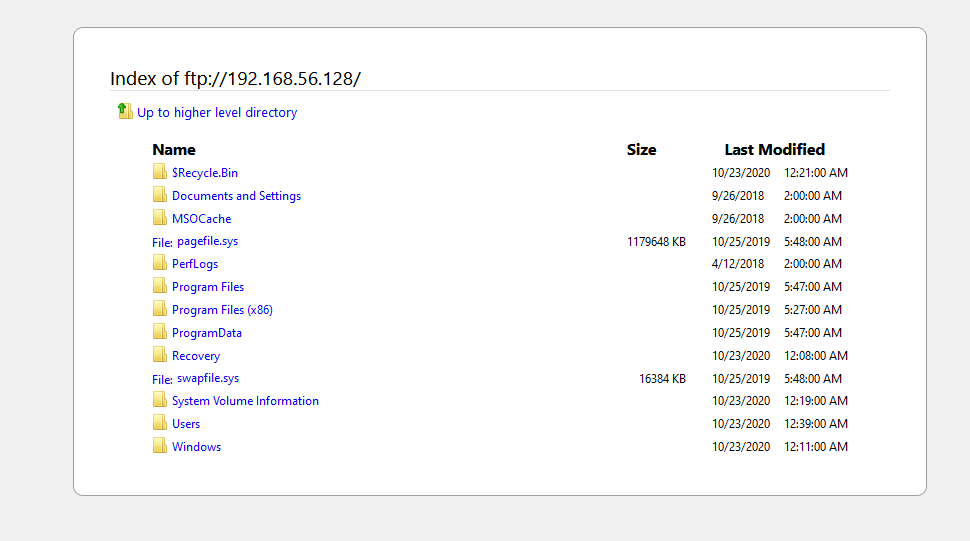 Index of ftp://192.168.56.128/
Up to higher level directory
Name Size Last Modified
$Recycle.Bin 10/23/2020 12:21:00 AM
Documents and Settings 9/26/2018 2:00:00 AM
MSOCache 9/26/2018 2:00:00 AM
File: pagefile.sys 1179648 KB 10/25/2019 5:48:00 AM
PerfLogs 4/12/2018 2:00:00 AM
Program Files 10/25/2019 5:47:00 AM
Program Files (x86) 10/25/2019 5:27:00 AM
ProgramData 10/25/2019 5:47:00 AM
Recovery 10/23/2020 12:08:00 AM
File: swapfile.sys 16384 KB 10/25/2019 5:48:00 AM
System Volume Information 10/23/2020 12:19:00 AM
Users 10/23/2020 12:39:00 AM
Windows 10/23/2020 12:11:00 AM